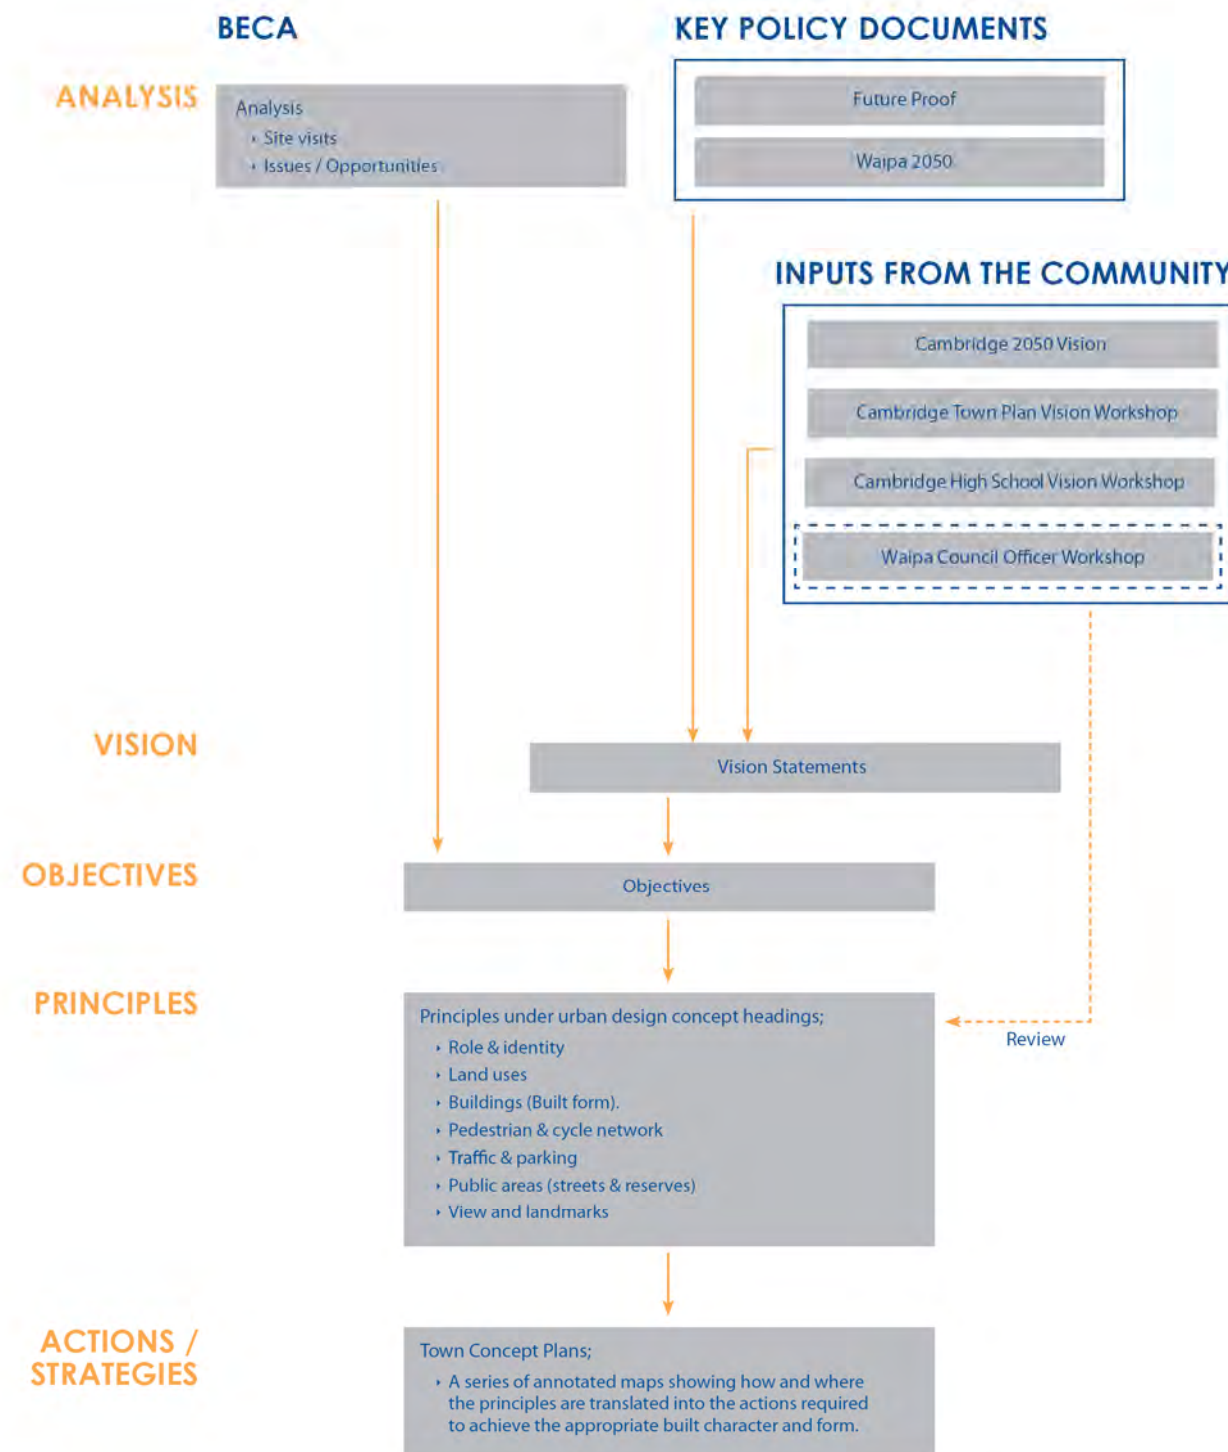 BECA
KEY POLICY DOCUMENTS
ANALYSIS
Analysis
‣ Site visits
‣ Issues / Opportunities
Future Proof
Waipa 2050
INPUTS FROM THE COMMUNITY
Cambridge 2050 Vision
Cambridge Town Plan Vision Workshop
Cambridge High School Vision Workshop
Waipa Council Officer Workshop
VISION
Vision Statements
OBJECTIVES
Objectives
PRINCIPLES
Principles under urban design concept headings;
‣ Role & identity
‣ Land uses
‣ Buildings (Built form).
‣ Pedestrian & cycle network
‣ Traffic & parking
‣ Public areas (streets & reserves)
‣ View and landmarks
Review
ACTIONS /
STRATEGIES
Town Concept Plans;
‣ A series of annotated maps showing how and where
the principles are translated into the actions required
to achieve the appropriate built character and form.